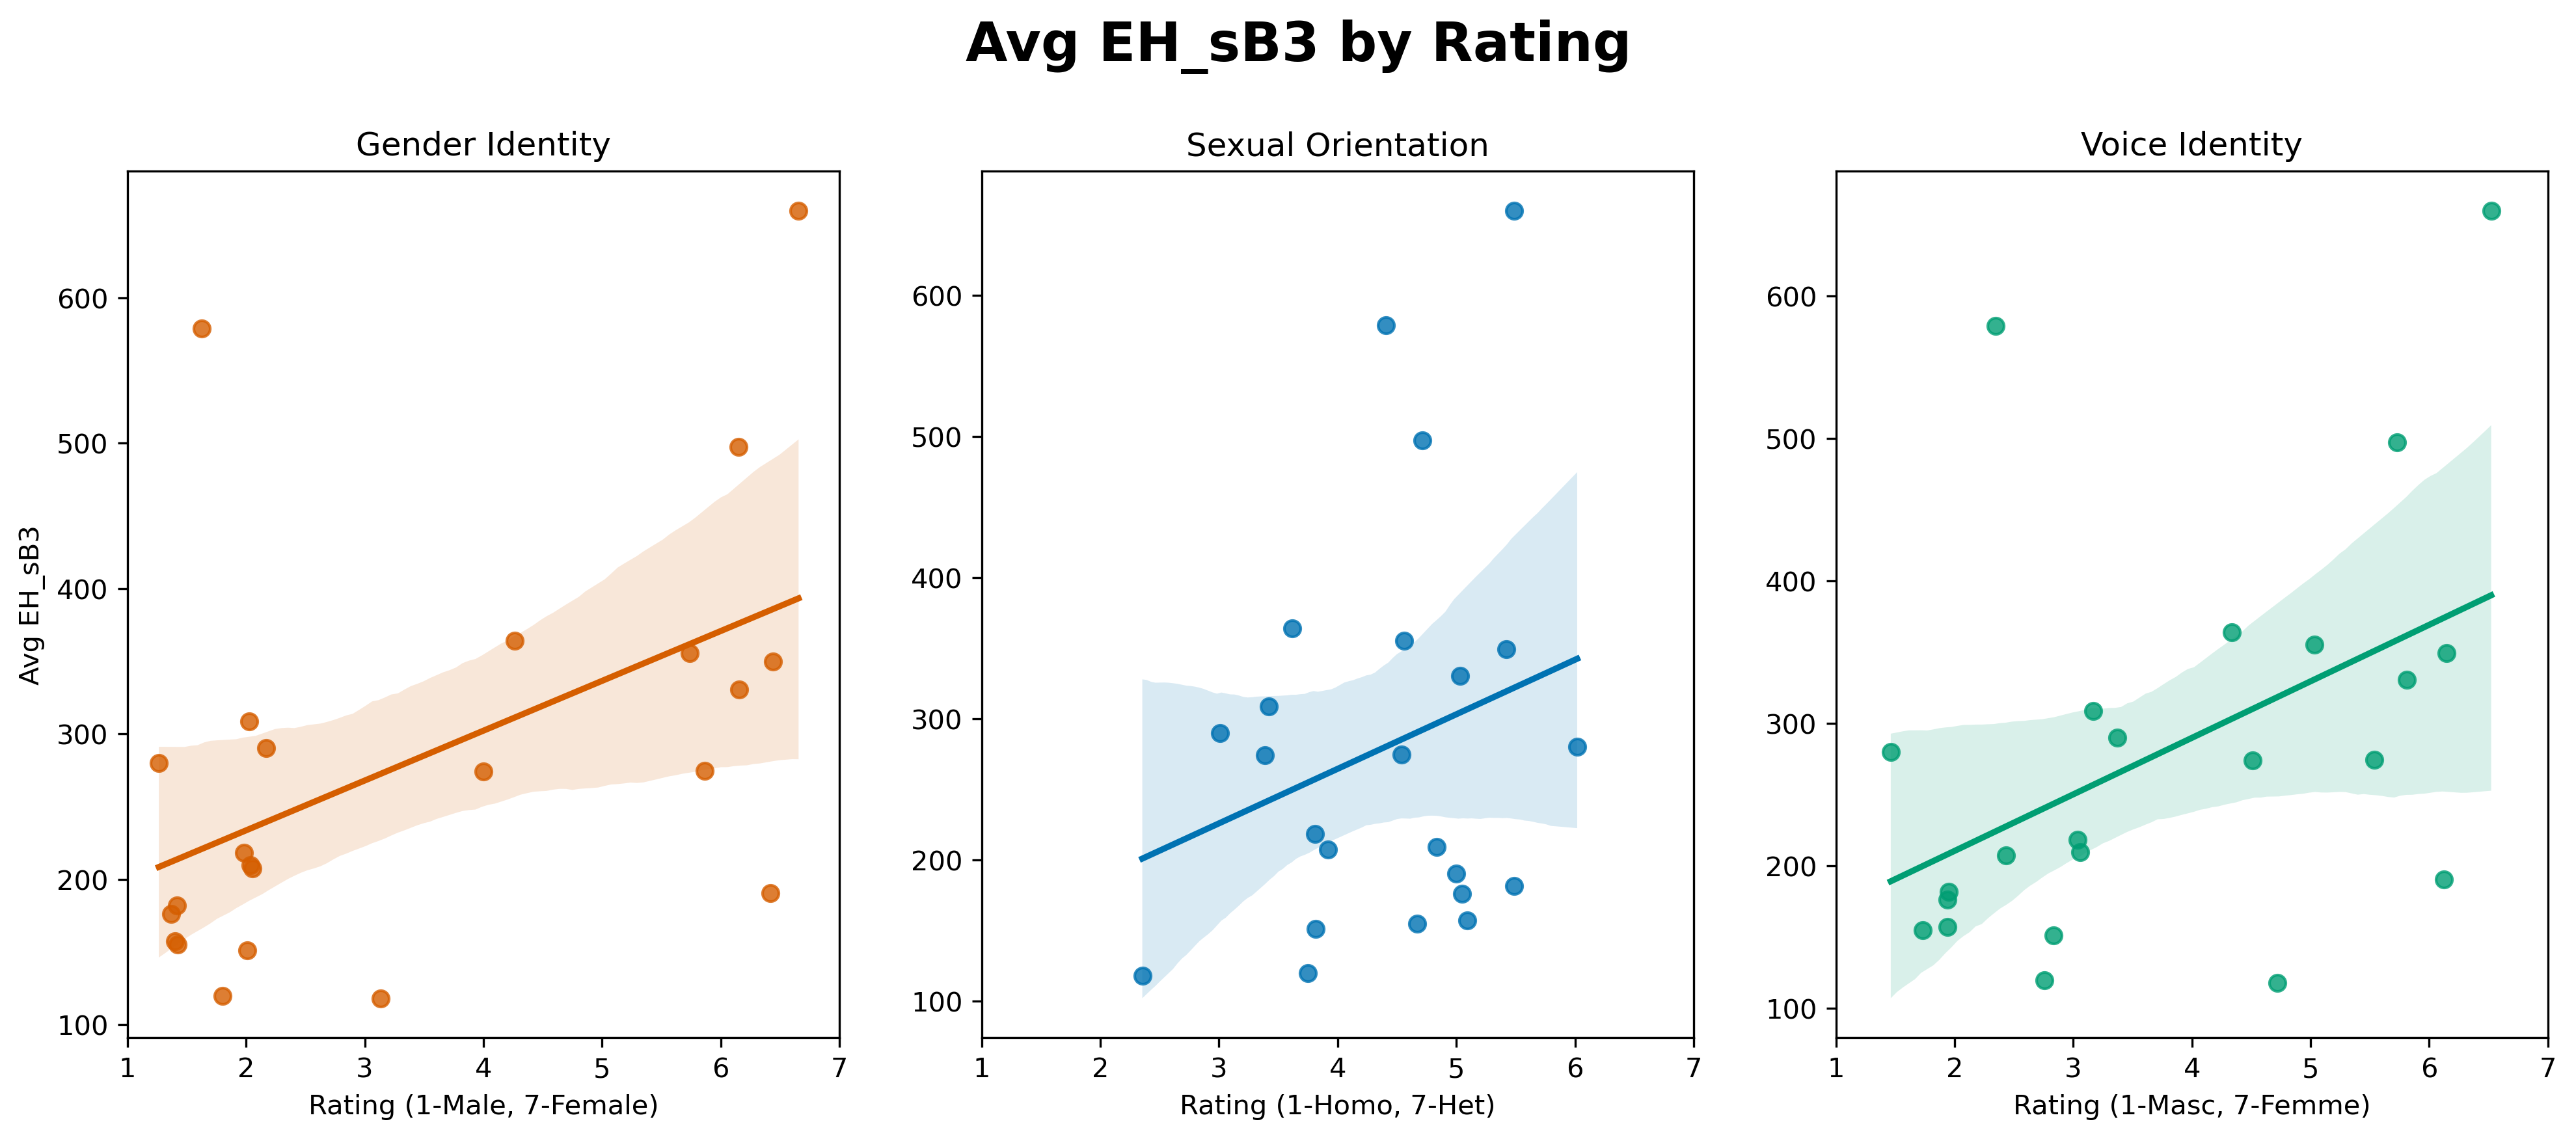 Avg EH_sB3 by Rating
Gender Identity
Sexual Orientation
Voice Identity
Avg EH_sB3
600
500
400
300
200
100
1 2 3 4 5 6 7
Rating (1-Male, 7-Female)
600
500
400
300
200
100
1 2 3 4 5 6 7
Rating (1-Homo, 7-Het)
600
500
400
300
200
100
1 2 3 4 5 6 7
Rating (1-Masc, 7-Femme)